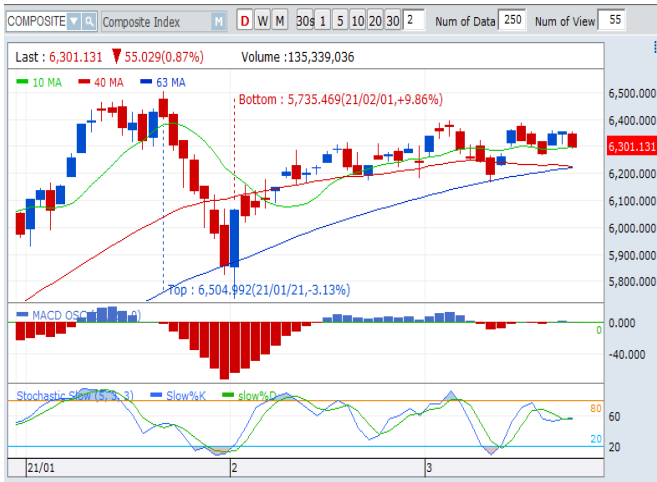 COMPOSITE Composite Index M D W M 30s 1 5 10 20 30 2 Num of Data 250 Num of View 55
Last : 6,301.131 ▼ 55.029(0.87%) Volume :135,339,036
10 MA 40 MA 63 MA
Bottom : 5,735.469(21/02/01,+9.86%)
6,500.000
6,400.000
6,301.131
6,200.000
6,100.000
6,000.000
5,900.000
5,800.000
Top : 6,504.992(21/01/21,-3.13%)
MACD
0.000
0
-40.000
Stochastic Slow (5, 3, 3) Slow%K slow%D
80
60
20
20
21/01 2 3